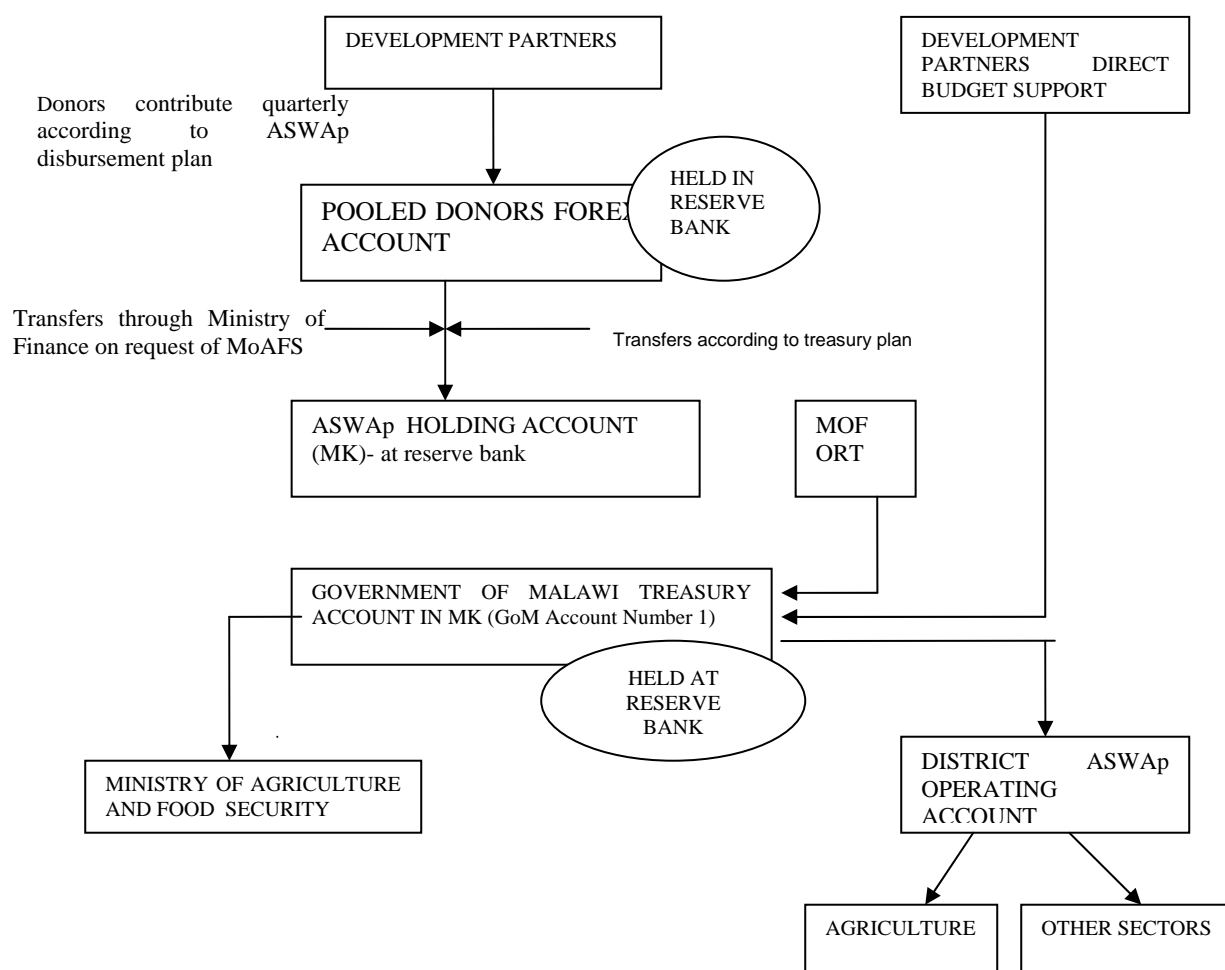 DEVELOPMENT PARTNERS
DEVELOPMENT
PARTNERS DIRECT
BUDGET SUPPORT
Donors contribute quarterly
according to ASWAp
disbursement plan
HELD IN
RESERVE
BANK
POOLED DONORS FOREX
ACCOUNT
Transfers through Ministry of
Finance on request of MoAFS
Transfers according to treasury plan
ASWAp HOLDING ACCOUNT
(MK)- at reserve bank
MOF
ORT
GOVERNMENT OF MALAWI TREASURY
ACCOUNT IN MK (GoM Account Number 1)
HELD AT
RESERVE
BANK
MINISTRY OF AGRICULTURE
AND FOOD SECURITY
DISTRICT ASWAp
OPERATING
ACCOUNT
AGRICULTURE
OTHER SECTORS